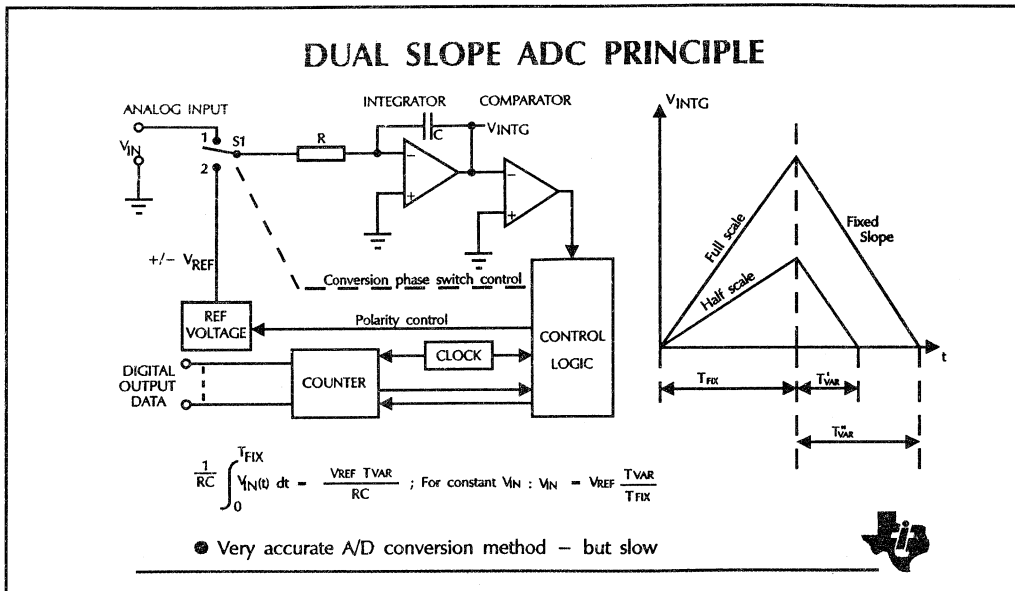 DUAL SLOPE ADC PRINCIPLE
ANALOG INPUT
INTEGRATOR
COMPARATOR
VINTG
VIN
1
S1
2
R
C
VINTG
−
+
−
+
+/− VREF
Conversion phase switch control
REF
VOLTAGE
Polarity control
CONTROL
LOGIC
CLOCK
COUNTER
DIGITAL
OUTPUT
DATA
Full scale
Half scale
Fixed
Slope
t
TFIX
T'VAR
T"VAR
1/RC ∫0^TFIX VIN(t) dt = VREF TVAR/RC ; For constant VIN : VIN = VREF TVAR/TFIX
● Very accurate A/D conversion method – but slow